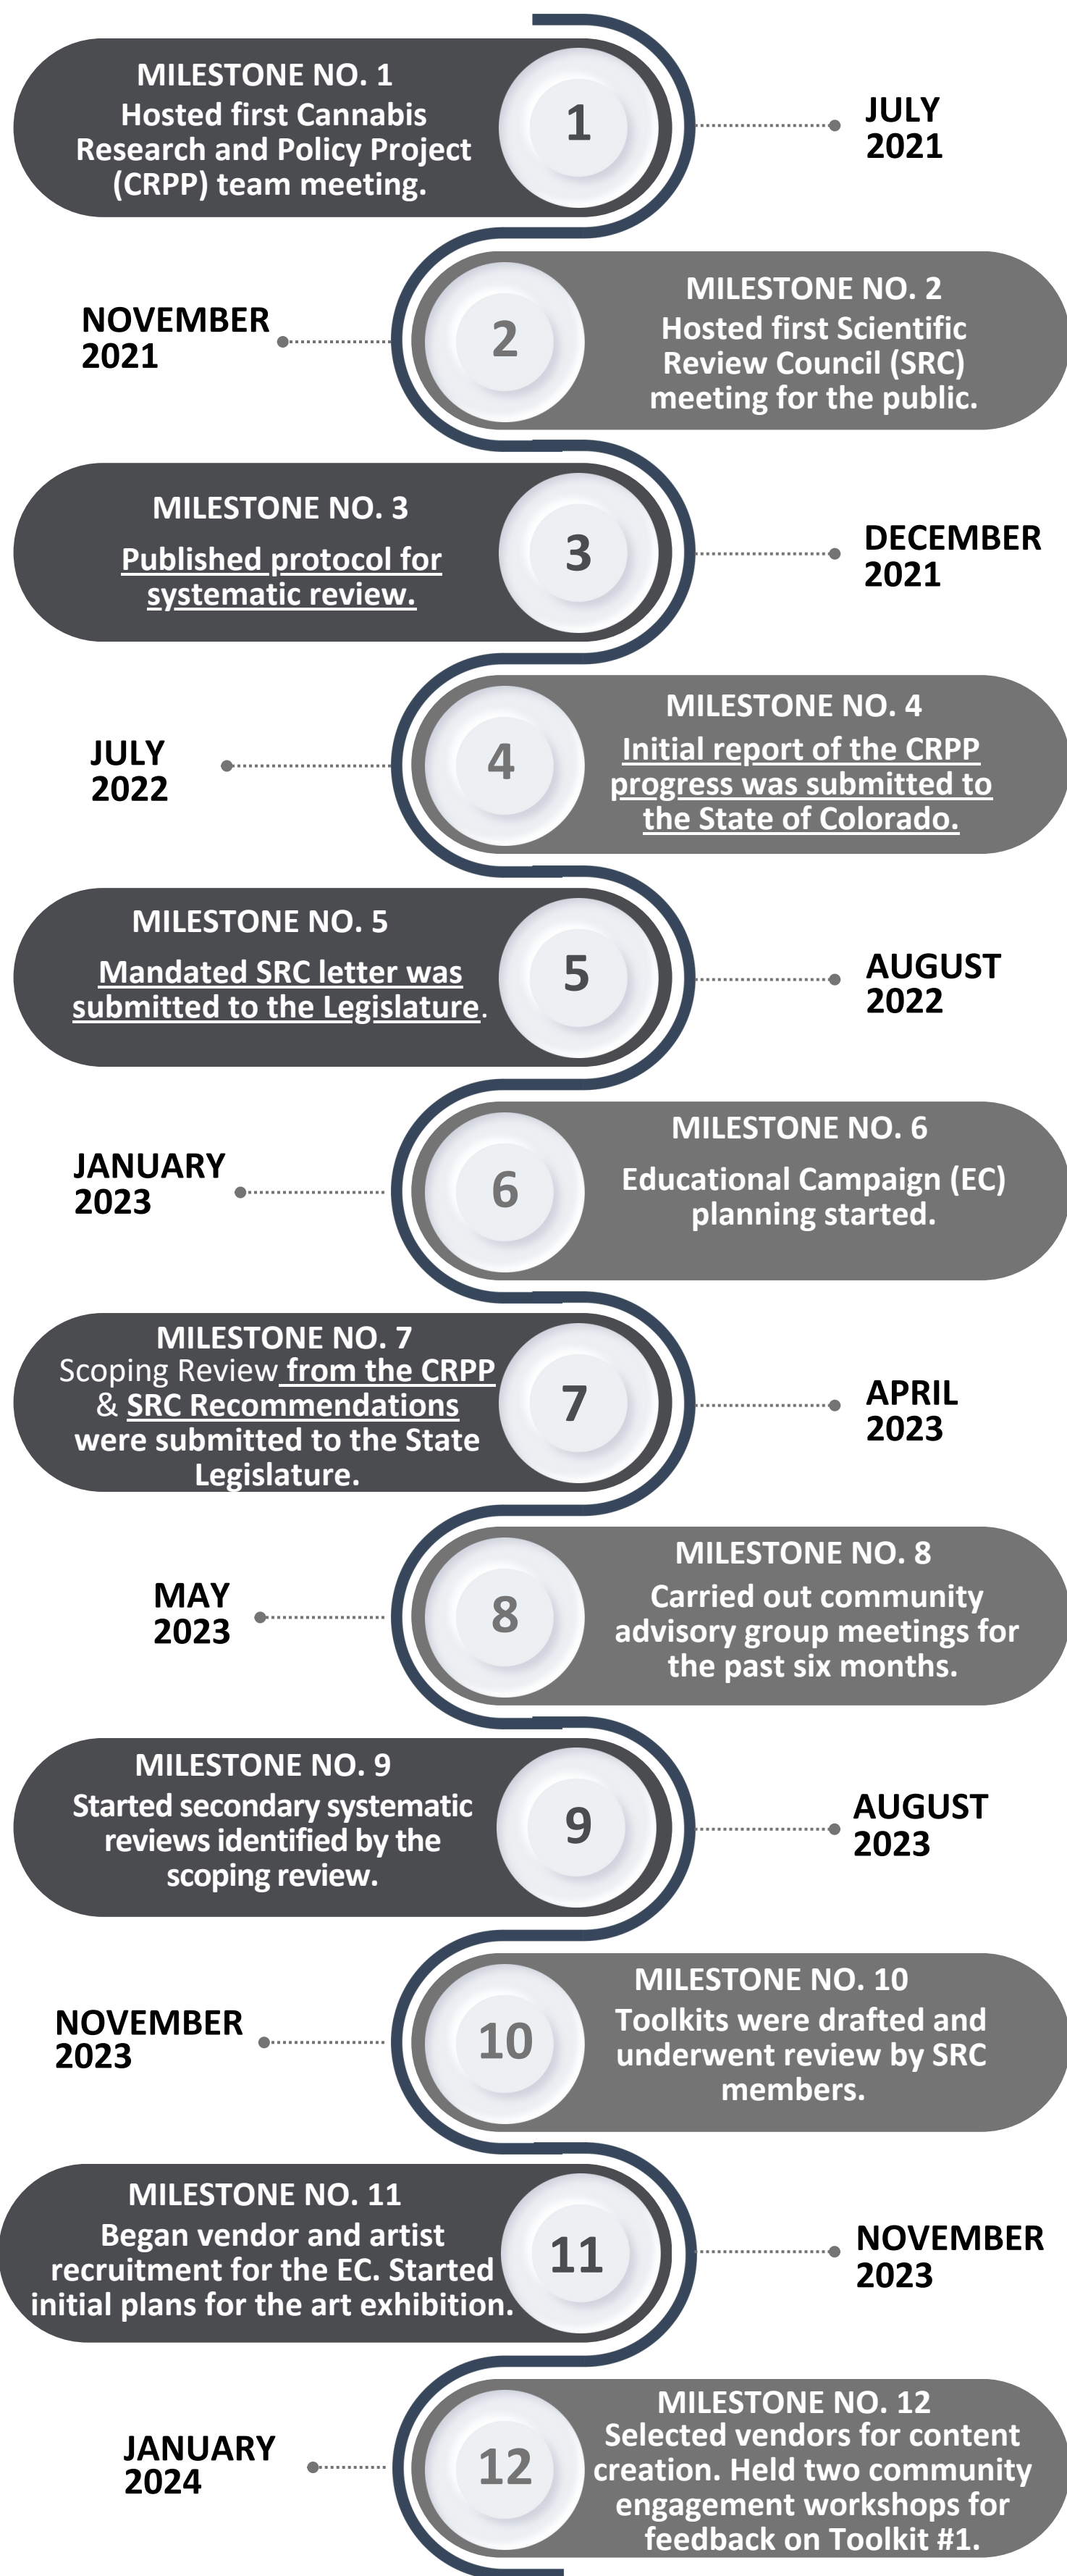 MILESTONE NO. 1
Hosted first Cannabis
Research and Policy Project
(CRPP) team meeting.
1
JULY
2021
NOVEMBER
2021
2
MILESTONE NO. 2
Hosted first Scientific
Review Council (SRC)
meeting for the public.
MILESTONE NO. 3
Published protocol for
systematic review.
3
DECEMBER
2021
JULY
2022
4
MILESTONE NO. 4
Initial report of the CRPP
progress was submitted to
the State of Colorado.
MILESTONE NO. 5
Mandated SRC letter was
submitted to the Legislature.
5
AUGUST
2022
JANUARY
2023
6
MILESTONE NO. 6
Educational Campaign (EC)
planning started.
MILESTONE NO. 7
Scoping Review from the CRPP
& SRC Recommendations
were submitted to the State
Legislature.
7
APRIL
2023
MAY
2023
8
MILESTONE NO. 8
Carried out community
advisory group meetings for
the past six months.
MILESTONE NO. 9
Started secondary systematic
reviews identified by the
scoping review.
9
AUGUST
2023
NOVEMBER
2023
10
MILESTONE NO. 10
Toolkits were drafted and
underwent review by SRC
members.
MILESTONE NO. 11
Began vendor and artist
recruitment for the EC. Started
initial plans for the art exhibition.
11
NOVEMBER
2023
JANUARY
2024
12
MILESTONE NO. 12
Selected vendors for content
creation. Held two community
engagement workshops for
feedback on Toolkit #1.